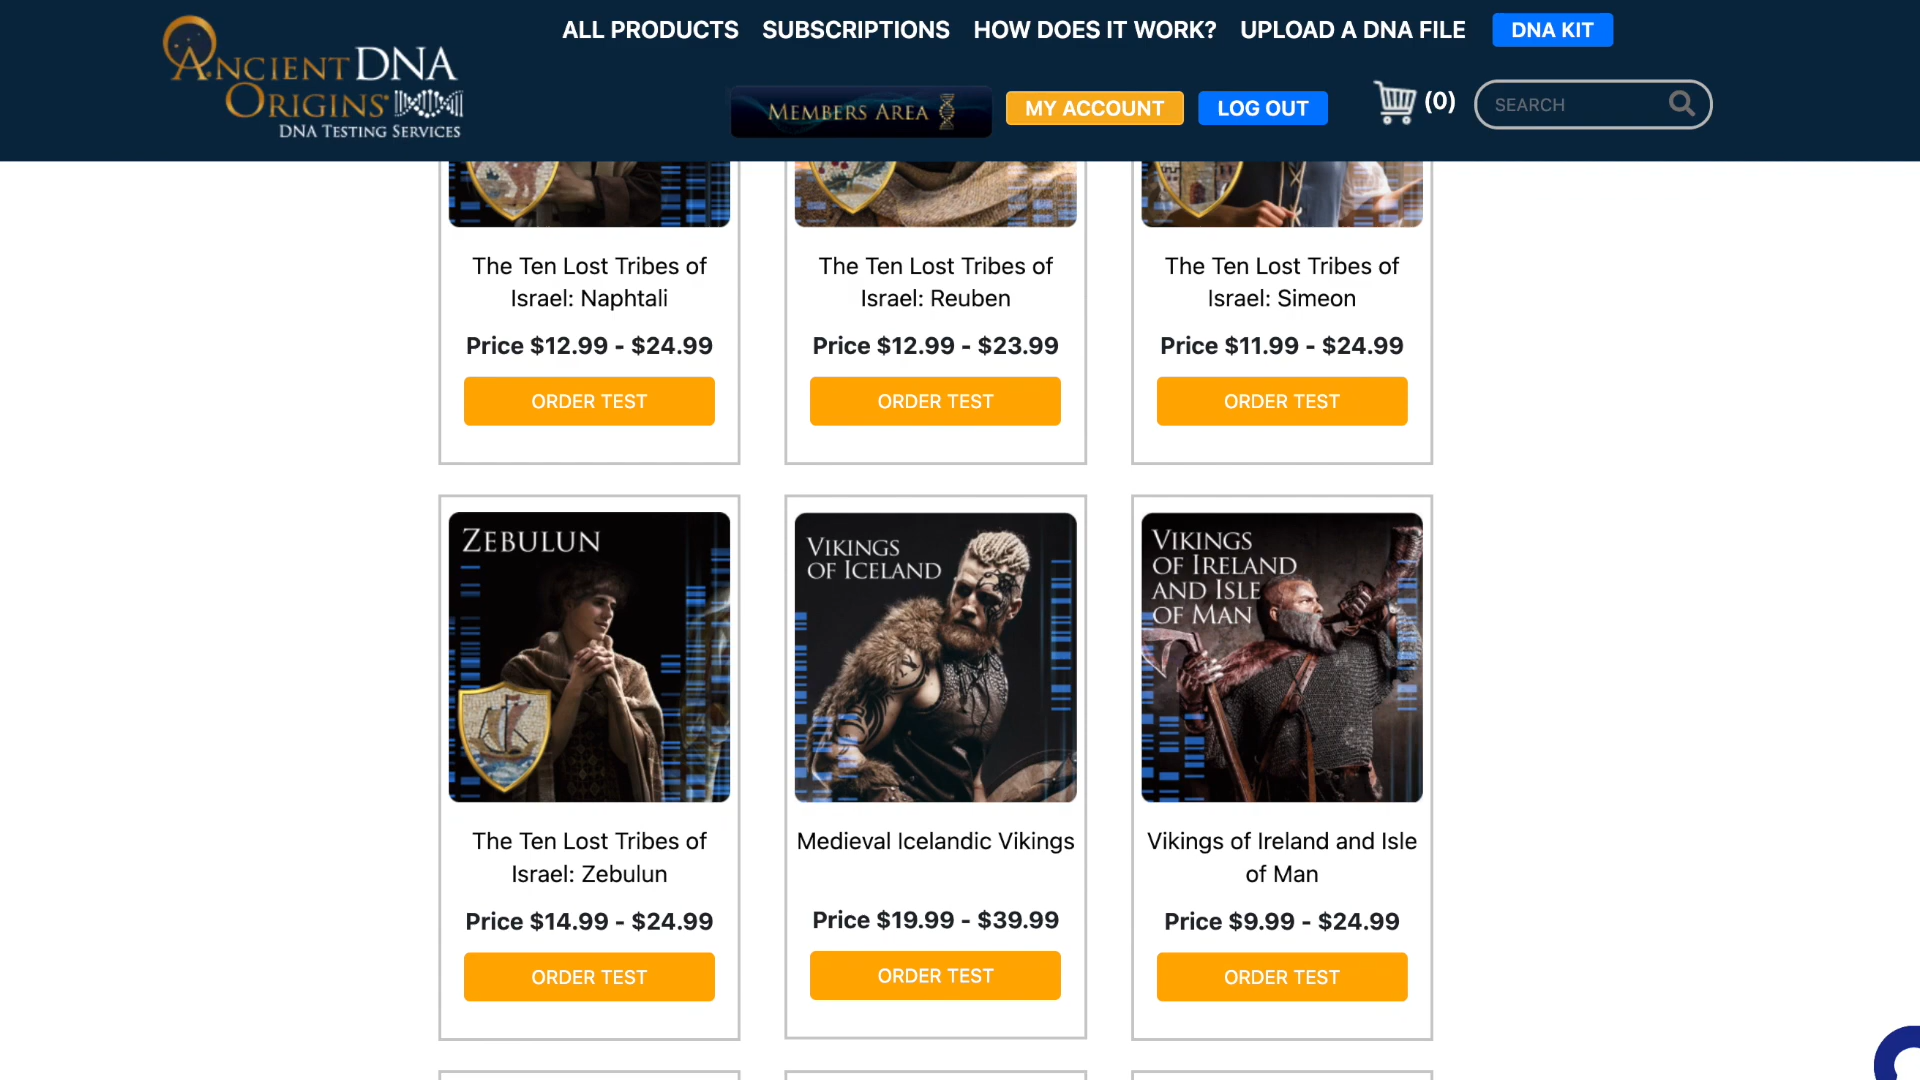 ALL PRODUCTS SUBSCRIPTIONS HOW DOES IT WORK? UPLOAD A DNA FILE DNA KIT
ANCIENT DNA
ORIGINS®
DNA TESTING SERVICES
MEMBERS AREA MY ACCOUNT LOG OUT (0) SEARCH
The Ten Lost Tribes of
Israel: Naphtali
Price $12.99 - $24.99
ORDER TEST
The Ten Lost Tribes of
Israel: Reuben
Price $12.99 - $23.99
ORDER TEST
The Ten Lost Tribes of
Israel: Simeon
Price $11.99 - $24.99
ORDER TEST
ZEBULUN
The Ten Lost Tribes of
Israel: Zebulun
Price $14.99 - $24.99
ORDER TEST
VIKINGS
OF ICELAND
Medieval Icelandic Vikings
Price $19.99 - $39.99
ORDER TEST
VIKINGS
OF IRELAND
AND ISLE
OF MAN
Vikings of Ireland and Isle
of Man
Price $9.99 - $24.99
ORDER TEST